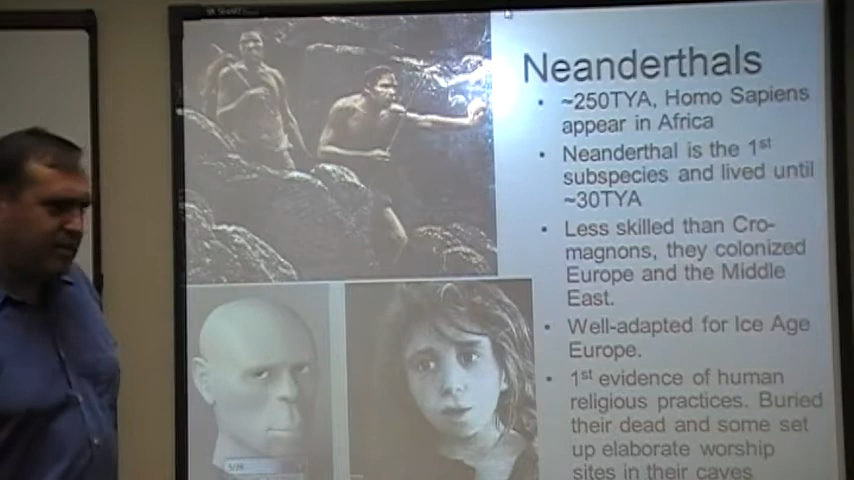 Neanderthals
• ~250TYA, Homo Sapiens
appear in Africa
• Neanderthal is the 1st
subspecies and lived until
~30TYA
• Less skilled than Cro-
magnons, they colonized
Europe and the Middle
East.
• Well-adapted for Ice Age
Europe.
• 1st evidence of human
religious practices. Buried
their dead and some set
up elaborate worship
sites in their caves